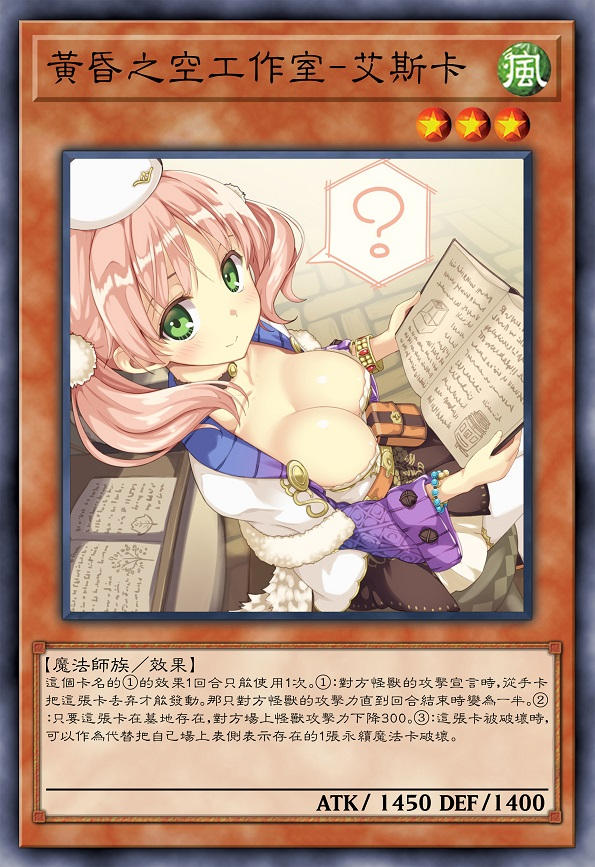 黃昏之空工作室-艾斯卡
風
?
【魔法師族／效果】
這個卡名的①的效果1回合只能使用1次。①:對方怪獸的攻擊宣言時,從手卡
把這張卡丟弃才能發動。那只對方怪獸的攻擊力直到回合結束時變為一半。②
:只要這張卡在墓地存在,對方場上怪獸攻擊力下降300。③:這張卡被破壞時,
可以作為代替把自己場上表側表示存在的1張永續魔法卡破壞。
ATK/ 1450 DEF/1400